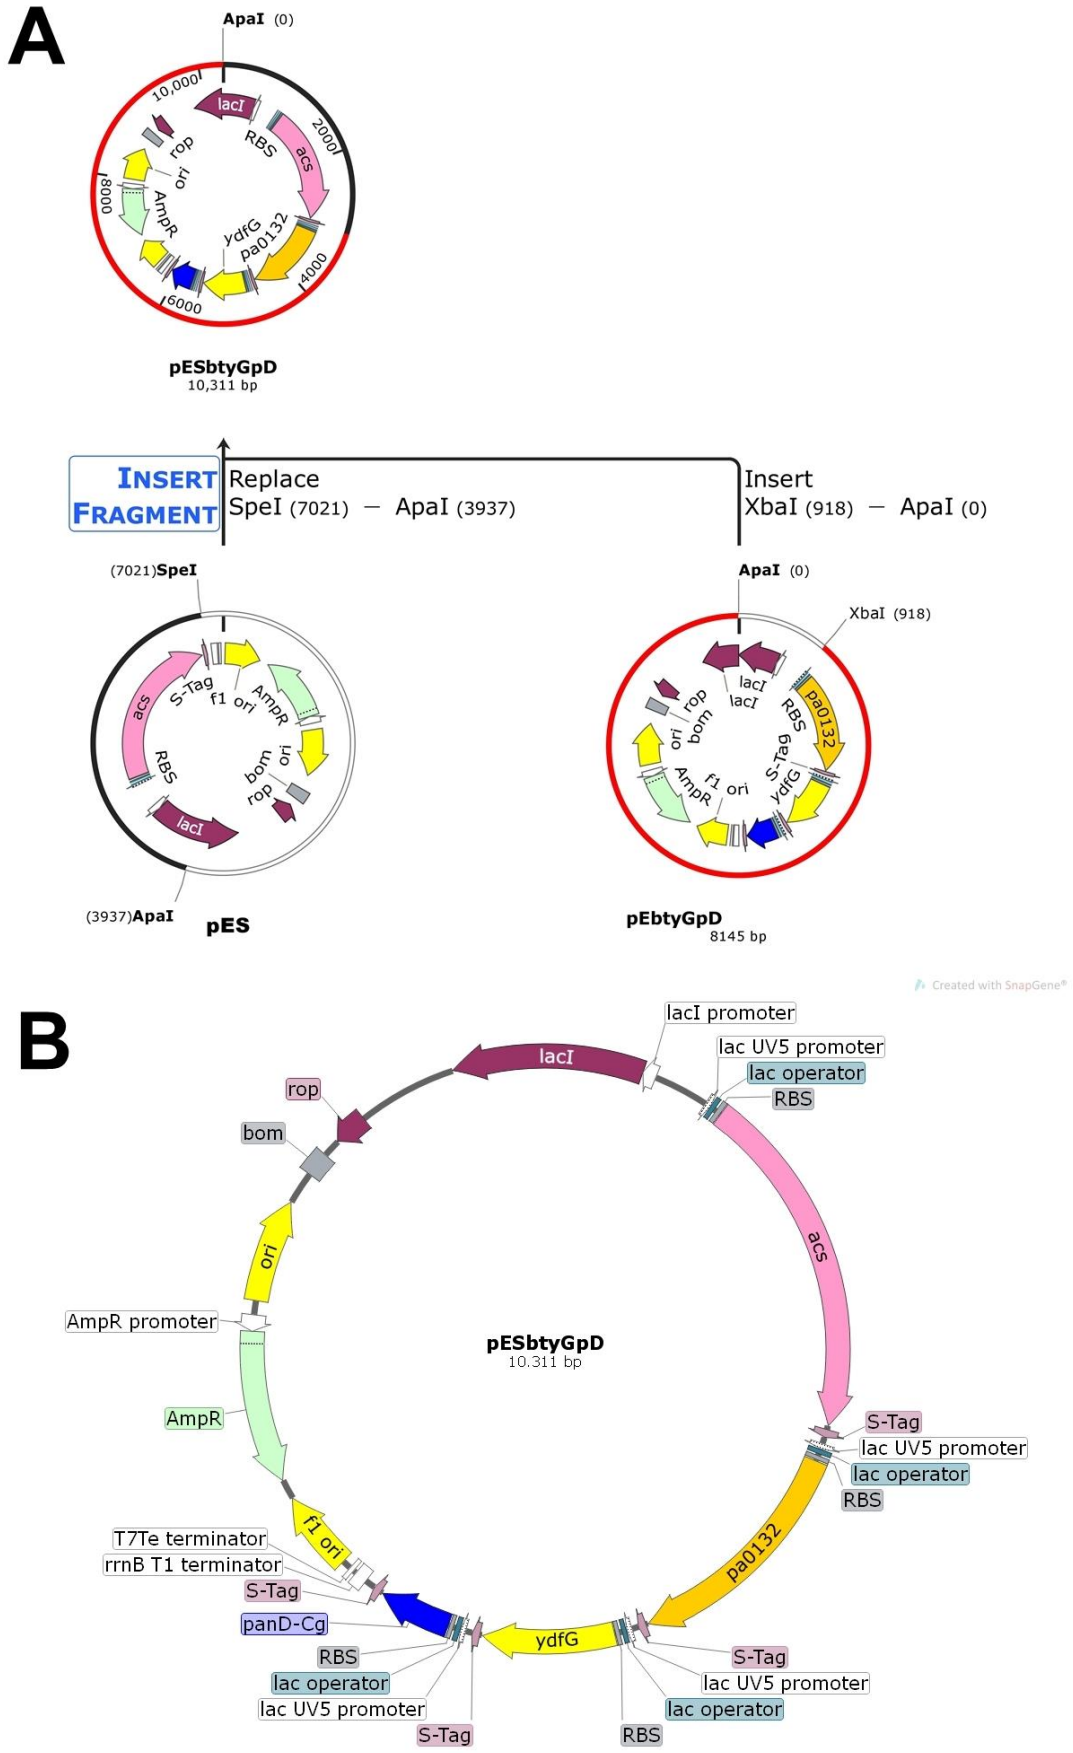 A
ApaI (0)
10,000
2000
4000
6000
8000
lacI
RBS
acs
rop
ori
AmpR
ydfG
pa0132
pESbtyGpD
10,311 bp
INSERT
FRAGMENT
Replace
SpeI (7021) – ApaI (3937)
Insert
XbaI (918) – ApaI (0)
(7021)SpeI
acs
S-Tag
f1 ori
AmpR
RBS
bom
ori
rop
lacI
(3937)ApaI
pES
ApaI (0)
XbaI (918)
lacI
lacI
rop
bom
ori
RBS
pa0132
S-Tag
ydfG
AmpR
f1 ori
pEbtyGpD
8145 bp
Created with SnapGene®
B
lacI promoter
lacI
lac UV5 promoter
lac operator
RBS
rop
bom
acs
ori
AmpR promoter
pESbtyGpD
10.311 bp
AmpR
S-Tag
lac UV5 promoter
lac operator
RBS
f1 ori
pa0132
T7Te terminator
rrnB T1 terminator
S-Tag
panD-Cg
ydfG
RBS
lac operator
lac UV5 promoter
S-Tag
S-Tag
lac UV5 promoter
lac operator
RBS